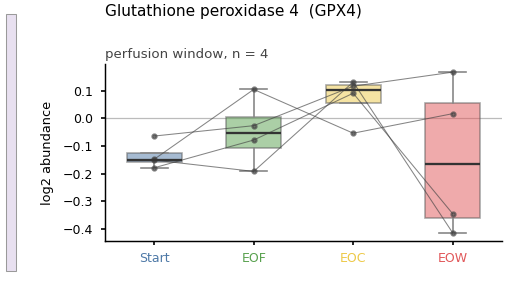 Glutathione peroxidase 4 (GPX4)
perfusion window, n = 4
log2 abundance
0.1
0.0
−0.1
−0.2
−0.3
−0.4
Start EOF EOC EOW